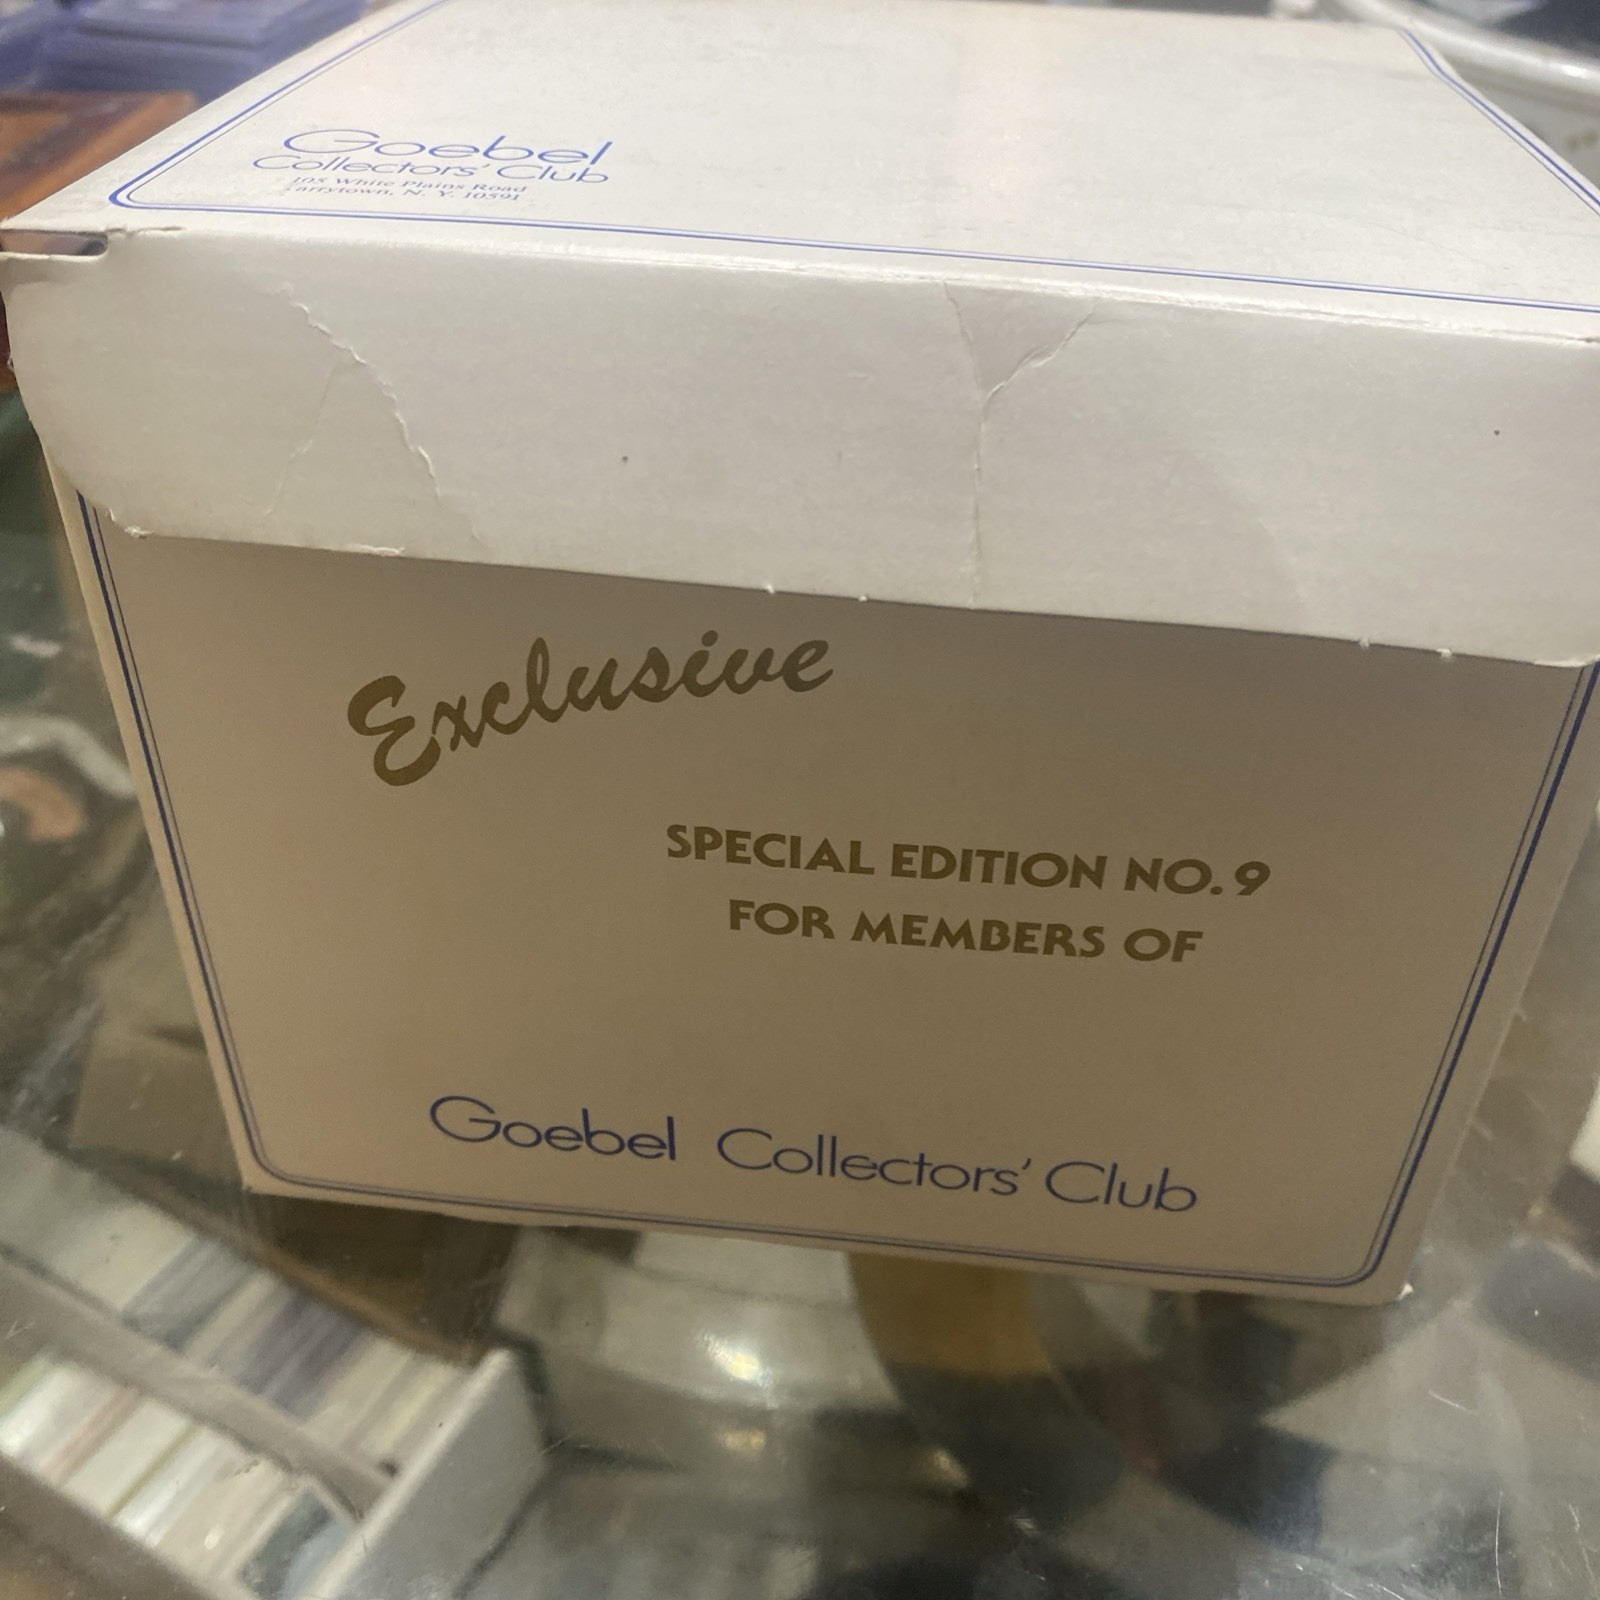 Goebel
Collectors' Club
105 White Plains Road
arrytown, N. Y. 10591
Exclusive
SPECIAL EDITION NO. 9
FOR MEMBERS OF
Goebel Collectors' Club